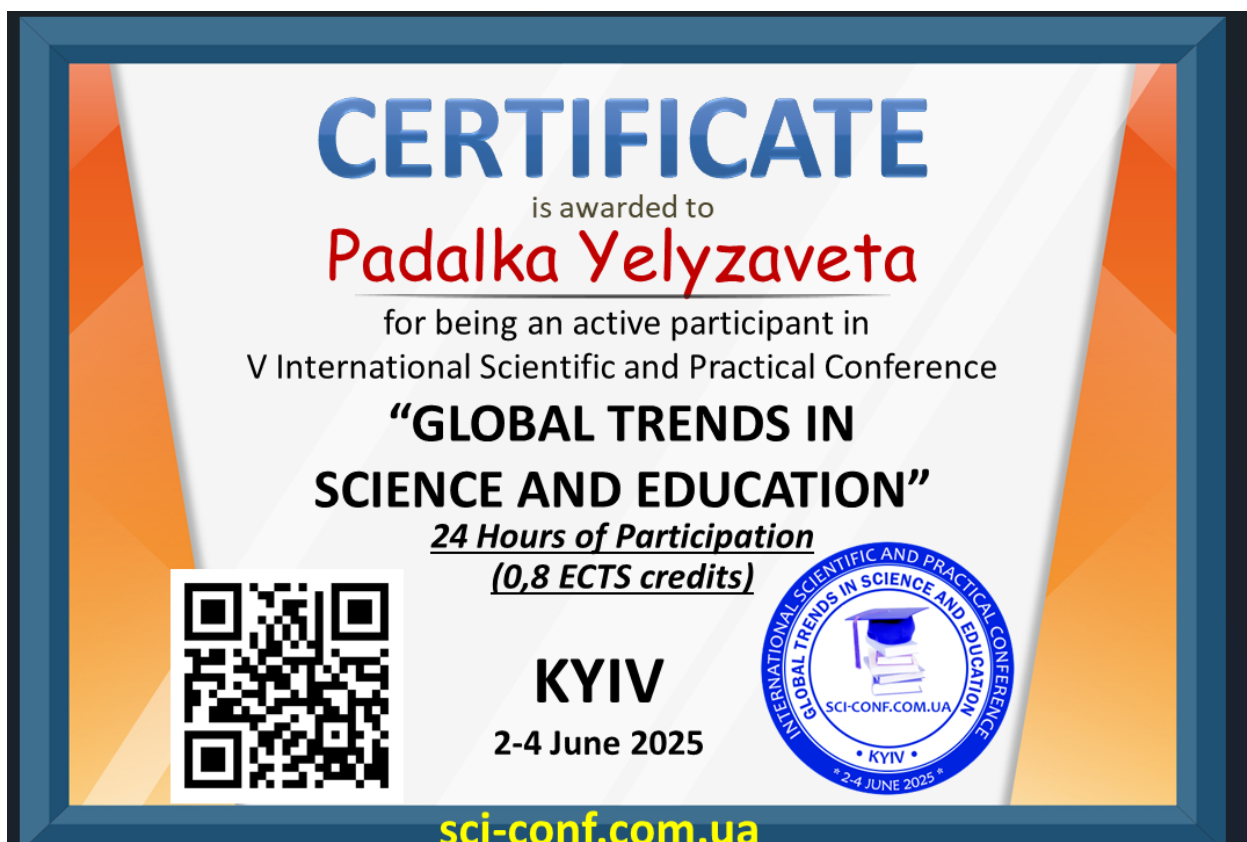 CERTIFICATE
is awarded to
Padalka Yelyzaveta
for being an active participant in
V International Scientific and Practical Conference
“GLOBAL TRENDS IN
SCIENCE AND EDUCATION”
24 Hours of Participation
(0,8 ECTS credits)
KYIV
2-4 June 2025
INTERNATIONAL SCIENTIFIC AND PRACTICAL CONFERENCE
GLOBAL TRENDS IN SCIENCE AND EDUCATION
SCI-CONF.COM.UA
• KYIV •
* 2-4 JUNE 2025 *
sci-conf.com.ua